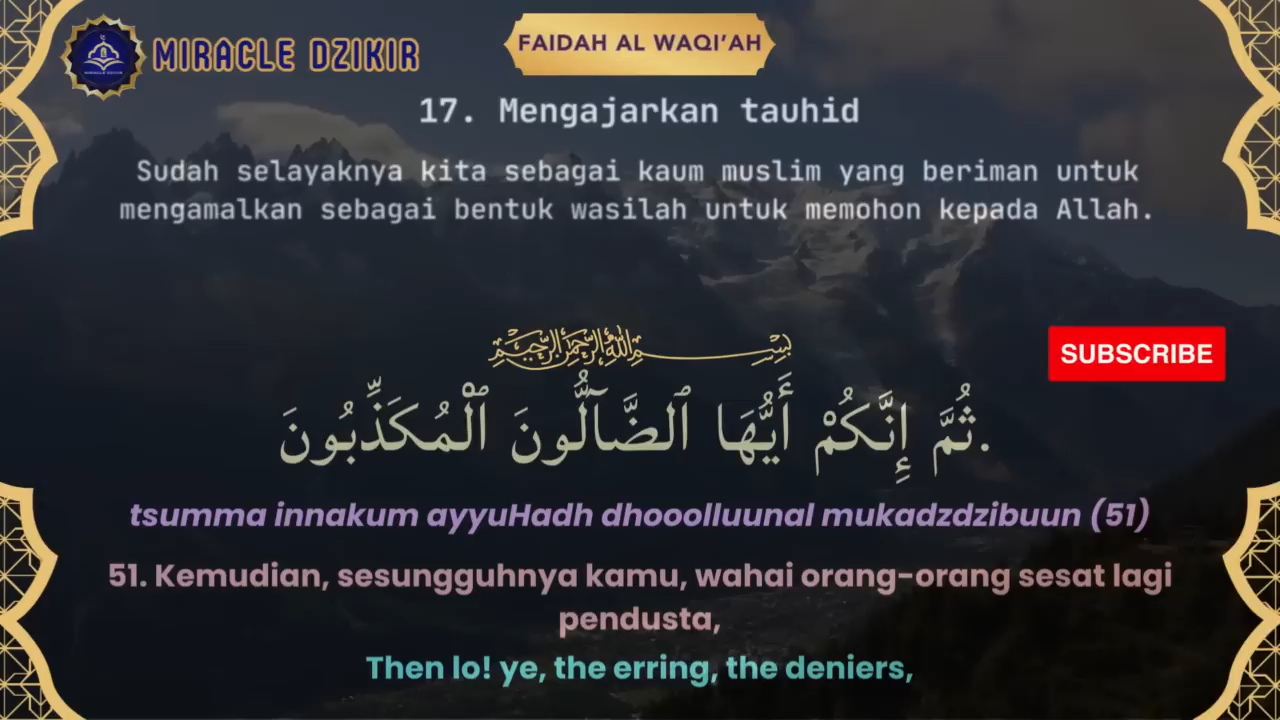 MIRACLE DZIKIR
FAIDAH AL WAQI’AH
17. Mengajarkan tauhid
Sudah selayaknya kita sebagai kaum muslim yang beriman untuk
mengamalkan sebagai bentuk wasilah untuk memohon kepada Allah.
بِسْمِ اللهِ الرَّحْمٰنِ الرَّحِيْمِ
SUBSCRIBE
ثُمَّ إِنَّكُمْ أَيُّهَا ٱلضَّآلُّونَ ٱلْمُكَذِّبُونَ.
tsumma innakum ayyuHadh dhooolluunal mukadzdzibuun (51)
51. Kemudian, sesungguhnya kamu, wahai orang-orang sesat lagi
pendusta,
Then lo! ye, the erring, the deniers,